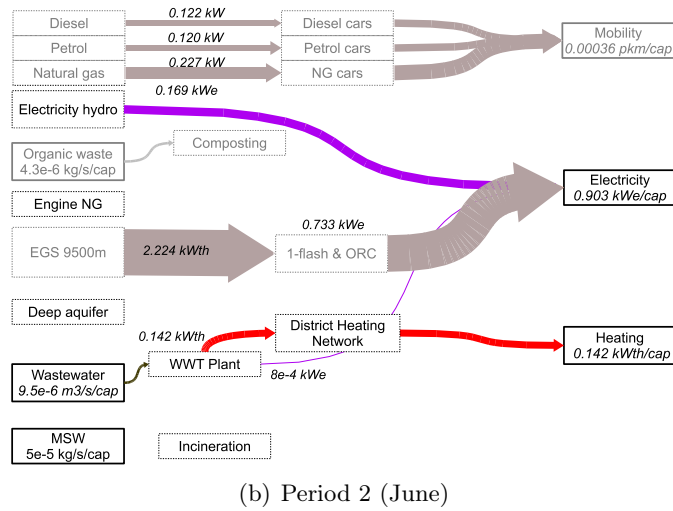 Diesel
0.122 kW
Diesel cars
Petrol
0.120 kW
Petrol cars
Natural gas
0.227 kW
NG cars
Mobility
0.00036 pkm/cap
Electricity hydro
0.169 kWe
Organic waste
4.3e-6 kg/s/cap
Composting
Electricity
0.903 kWe/cap
Engine NG
EGS 9500m
2.224 kWth
0.733 kWe
1-flash & ORC
Deep aquifer
0.142 kWth
District Heating
Network
Heating
0.142 kWth/cap
Wastewater
9.5e-6 m3/s/cap
WWT Plant
8e-4 kWe
MSW
5e-5 kg/s/cap
Incineration
(b) Period 2 (June)